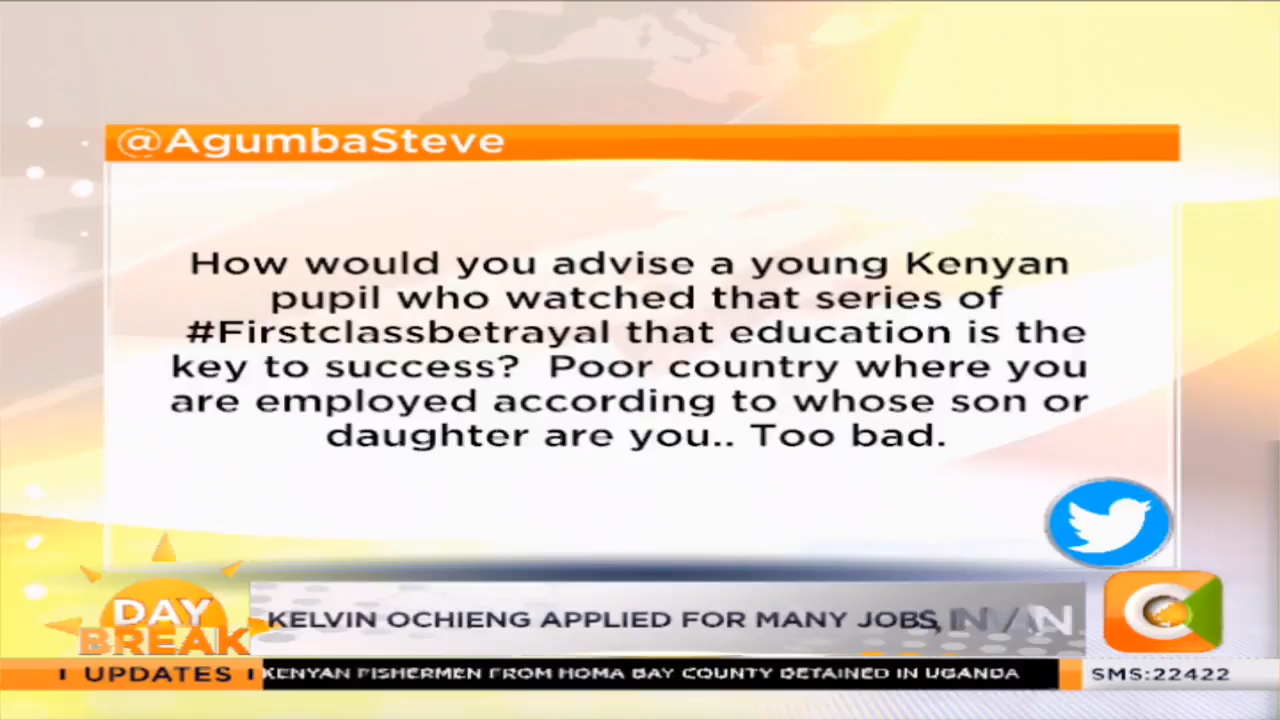 @AgumbaSteve
How would you advise a young Kenyan
pupil who watched that series of
#Firstclassbetrayal that education is the
key to success? Poor country where you
are employed according to whose son or
daughter are you.. Too bad.
DAY
BREAK
KELVIN OCHIENG APPLIED FOR MANY JOBS,
UPDATES
KENYAN FISHERMEN FROM HOMA BAY COUNTY DETAINED IN UGANDA
SMS:22422